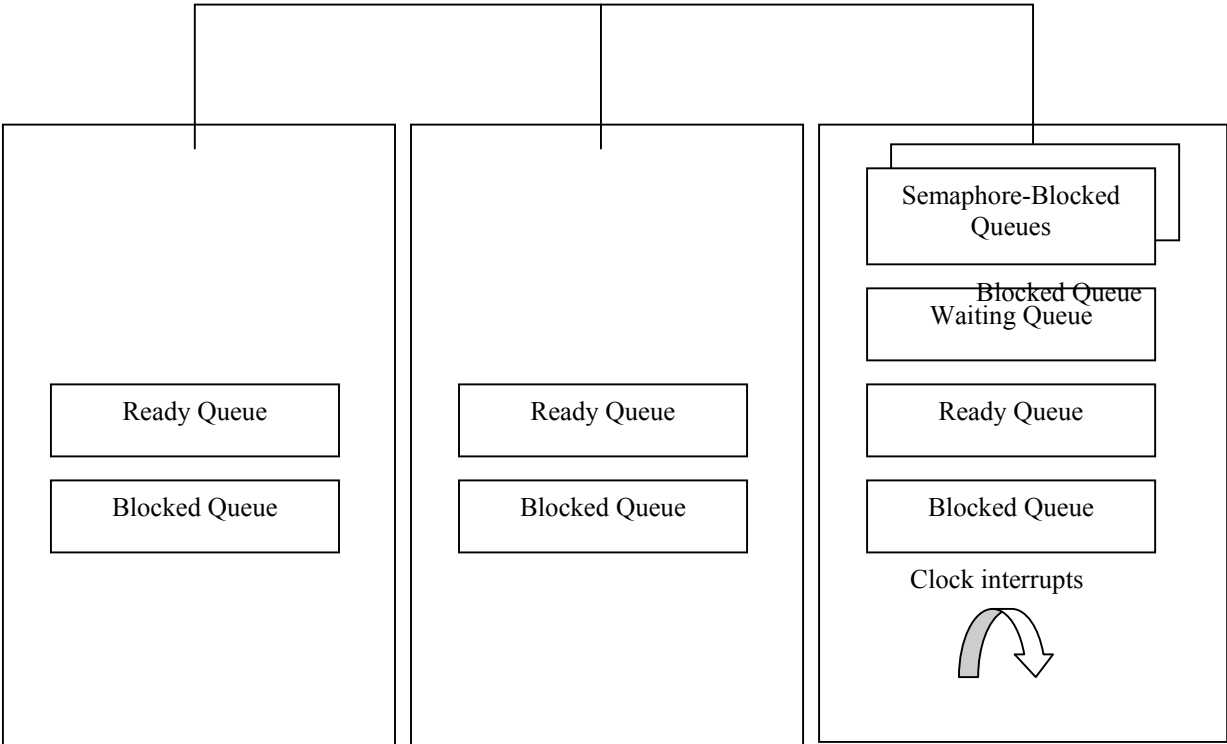 Semaphore-Blocked
Queues
Blocked Queue
Waiting Queue
Ready Queue
Ready Queue
Ready Queue
Blocked Queue
Blocked Queue
Blocked Queue
Clock interrupts